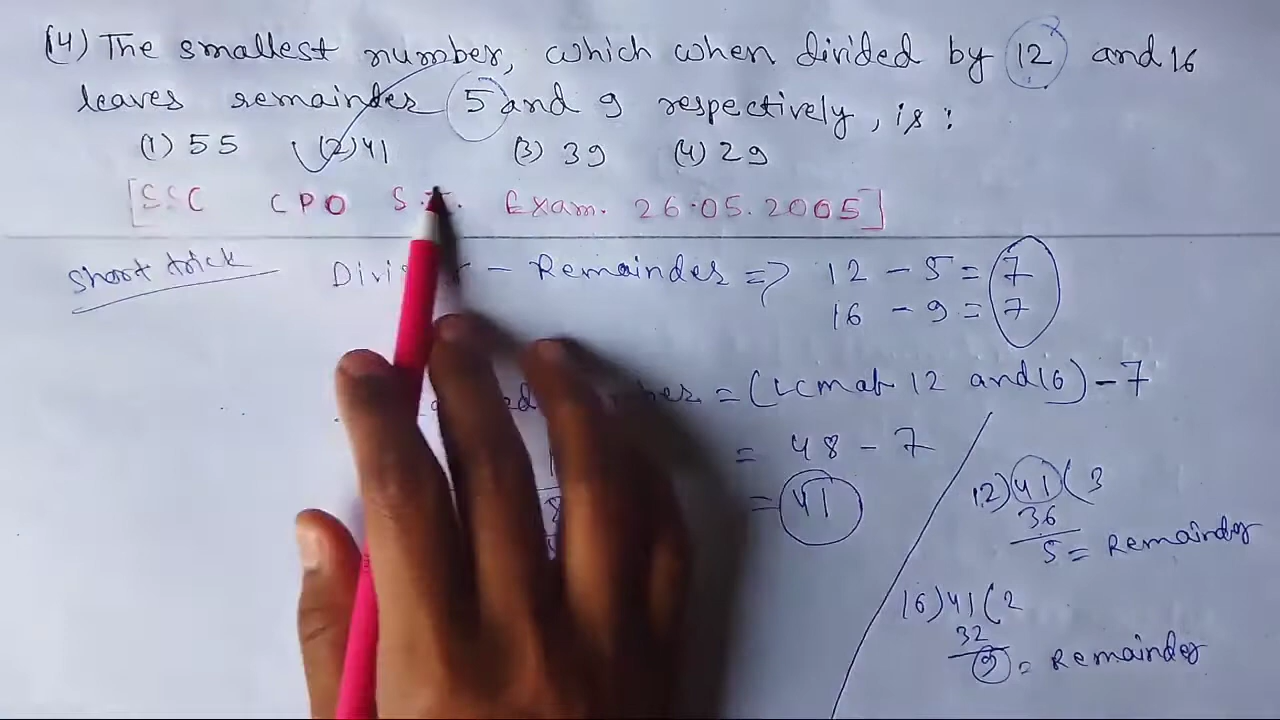 (4) The smallest number, which when divided by 12 and 16
leaves remainder 5 and 9 respectively, is:
(1) 55 (2) 41 (3) 39 (4) 29
[SSC CPO S.I. Exam. 26.05.2005]
Short trick
- Remainder => 12 - 5 = 7
16 - 9 = 7
= (LCM of 12 and 16) - 7
= 48 - 7
= 41
12)41(3
36
5 = Remainder
16)41(2
32
9 = Remainder